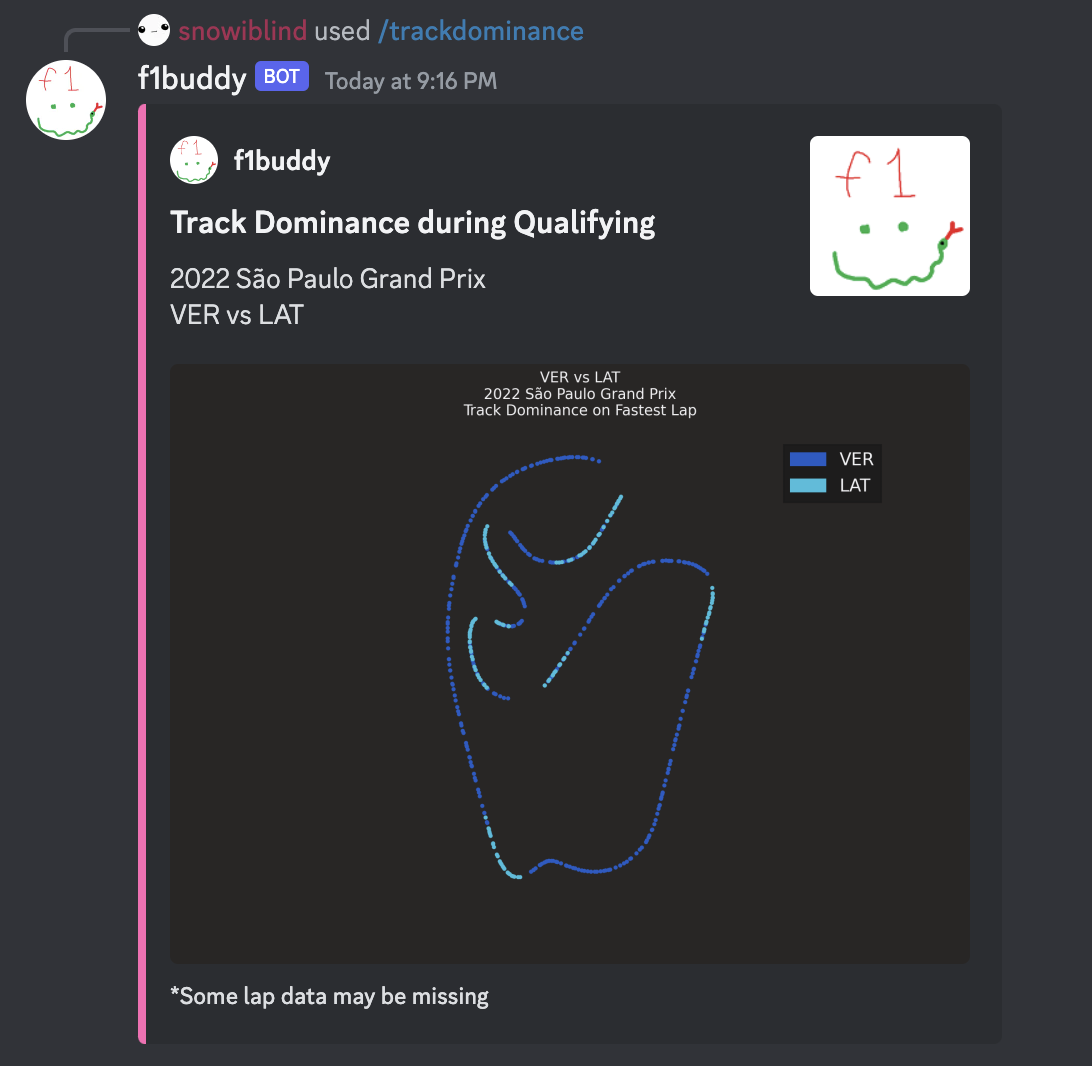 snowiblind used /trackdominance
f1buddy BOT Today at 9:16 PM
f1
f1
f1buddy
f1
Track Dominance during Qualifying
2022 São Paulo Grand Prix
VER vs LAT
VER vs LAT
2022 São Paulo Grand Prix
Track Dominance on Fastest Lap
VER
LAT
*Some lap data may be missing